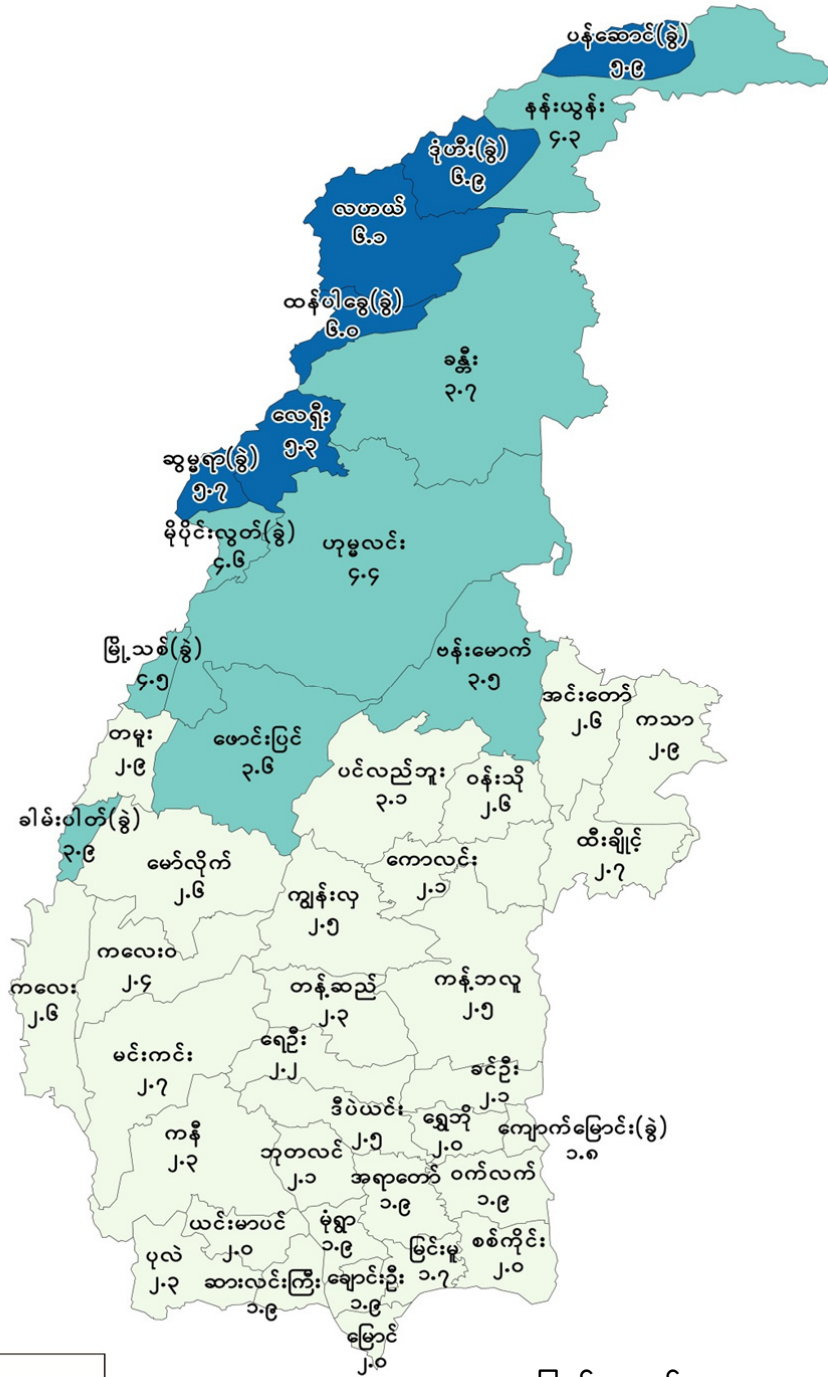 ပန်ဆောင်(ခွဲ)
၅.၉
နန်းယွန်း
၄.၃
ဒုံဟီး(ခွဲ)
၆.၉
လဟယ်
၆.၁
ထန်ပါခွေ(ခွဲ)
၆.၀
ခန္တီး
၃.၇
လေရှီး
၅.၃
ဆွမ္မရာ(ခွဲ)
၅.၇
မိုပိုင်းလွတ်(ခွဲ)
၄.၆
ဟုမ္မလင်း
၄.၄
မြို့သစ်(ခွဲ)
၄.၅
ဗန်းမောက်
၃.၅
အင်းတော်
၂.၆
ကသာ
၂.၉
တမူး
၂.၉
ဖောင်းပြင်
၃.၆
ပင်လည်ဘူး
၃.၁
ဝန်းသို
၂.၆
ခါမ်းပါတ်(ခွဲ)
၃.၉
ထီးချိုင့်
၂.၇
မော်လိုက်
၂.၆
ကောလင်း
၂.၁
ကျွန်းလှ
၂.၅
ကလေးဝ
၂.၄
ကလေး
၂.၆
တန့်ဆည်
၂.၃
ကန့်ဘလူ
၂.၅
ရေဦး
၂.၂
မင်းကင်း
၂.၇
ခင်ဦး
၂.၁
ဒီပဲယင်း
၂.၅
ရွှေဘို
၂.၀
ကျောက်မြောင်း(ခွဲ)
၁.၈
ကနီ
၂.၃
ဘုတလင်
၂.၁
အရာတော်
၁.၉
ဝက်လက်
၁.၉
ယင်းမာပင်
၂.၀
မုံရွာ
၁.၉
မြင်းမူ
၁.၇
စစ်ကိုင်း
၂.၀
ပုလဲ
၂.၃
ဆားလင်းကြီး
၁.၉
ချောင်းဦး
၁.၉
မြောင်
၂.၀